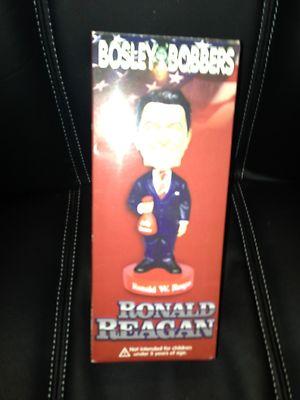 BOSLEY BOBBERS
Ronald W. Reagan
RONALD
REAGAN
Not intended for children
under 3 years of age.